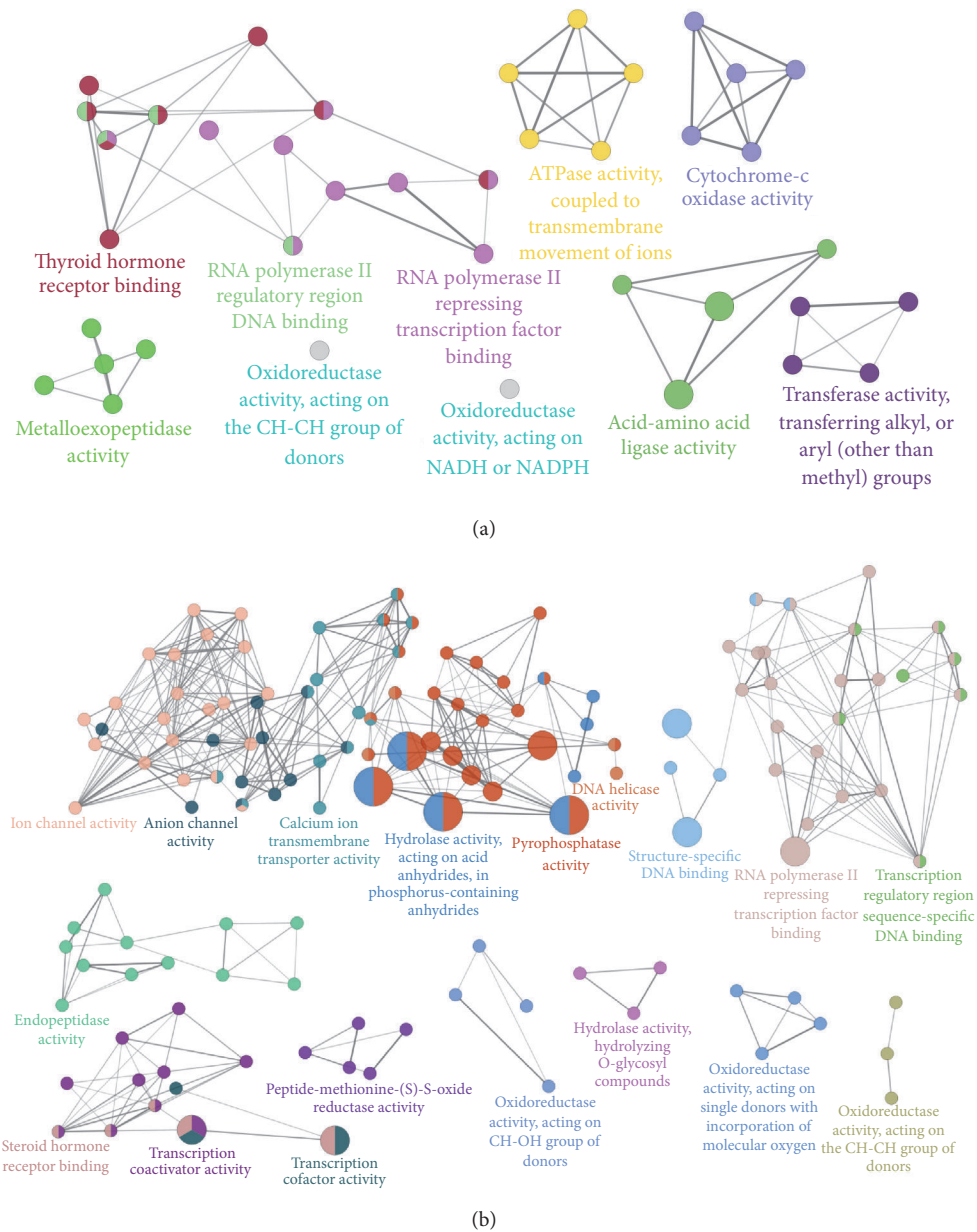 ATPase activity,
coupled to
transmembrane
movement of ions
Cytochrome-c
oxidase activity
Thyroid hormone
receptor binding
RNA polymerase II
regulatory region
DNA binding
RNA polymerase II
repressing
transcription factor
binding
Metalloexopeptidase
activity
Oxidoreductase
activity, acting on
the CH-CH group of
donors
Oxidoreductase
activity, acting on
NADH or NADPH
Acid-amino acid
ligase activity
Transferase activity,
transferring alkyl, or
aryl (other than
methyl) groups
(a)
Ion channel activity
Anion channel
activity
Calcium ion
transmembrane
transporter activity
Hydrolase activity,
acting on acid
anhydrides, in
phosphorus-containing
anhydrides
Pyrophosphatase
activity
DNA helicase
activity
Structure-specific
DNA binding
RNA polymerase II
repressing
transcription factor
binding
Transcription
regulatory region
sequence-specific
DNA binding
Endopeptidase
activity
Steroid hormone
receptor binding
Transcription
coactivator activity
Transcription
cofactor activity
Peptide-methionine-(S)-S-oxide
reductase activity
Oxidoreductase
activity, acting on
CH-OH group of
donors
Hydrolase activity,
hydrolyzing
O-glycosyl
compounds
Oxidoreductase
activity, acting on
single donors with
incorporation of
molecular oxygen
Oxidoreductase
activity, acting on
the CH-CH group of
donors
(b)